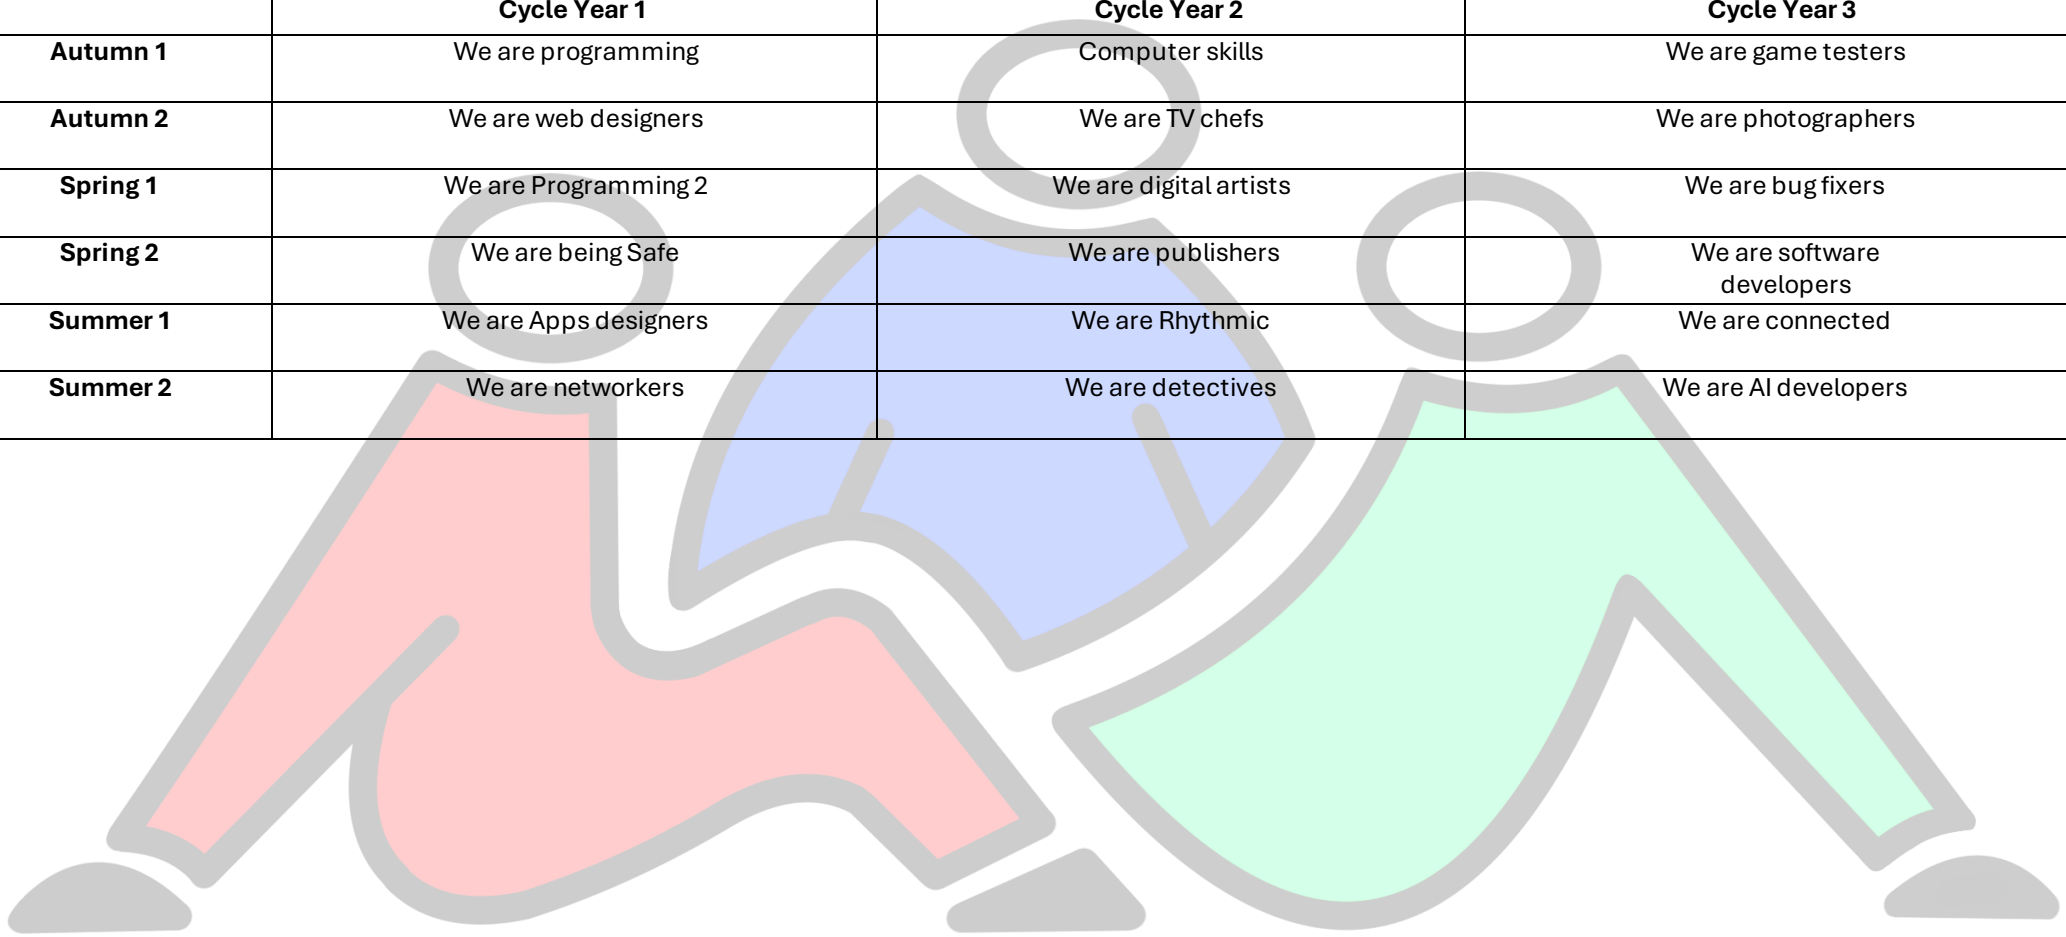 Cycle Year 1 Cycle Year 2 Cycle Year 3
Autumn 1 We are programming Computer skills We are game testers
Autumn 2 We are web designers We are TV chefs We are photographers
Spring 1 We are Programming 2 We are digital artists We are bug fixers
Spring 2 We are being Safe We are publishers We are software
developers
Summer 1 We are Apps designers We are Rhythmic We are connected
Summer 2 We are networkers We are detectives We are AI developers